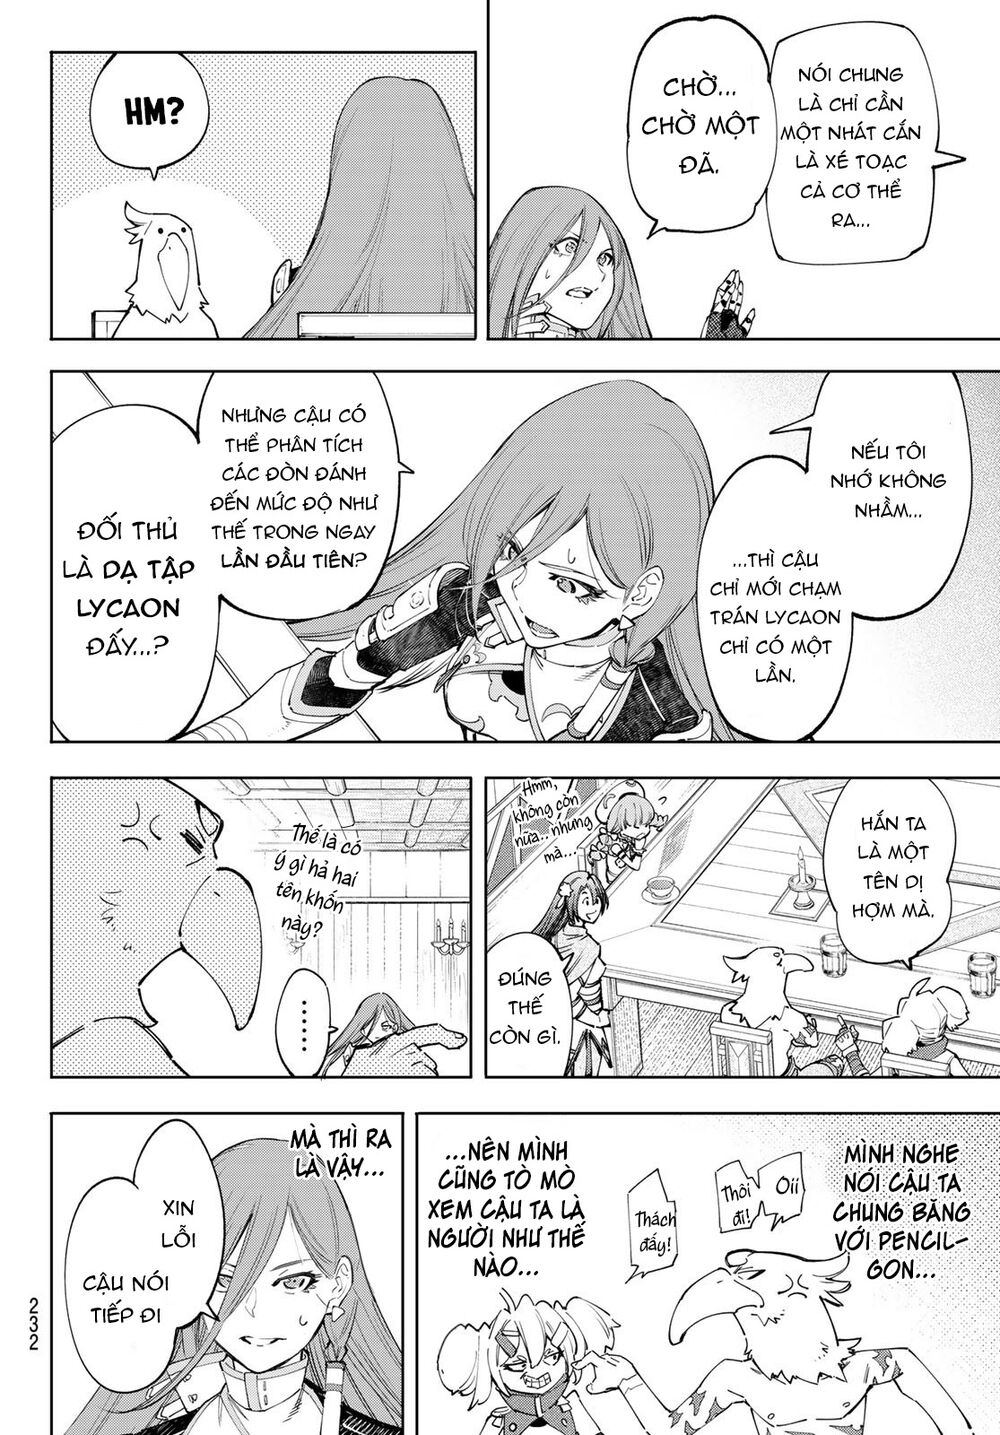 NÓI CHUNG
LÀ CHỈ CẦN
MỘT NHÁT CẮN
LÀ XÉ TOẠC
CẢ CƠ THỂ
RA...
CHỜ...
CHỜ MỘT
ĐÃ.
HM?
NẾU TÔI
NHỚ KHÔNG
NHẦM...
...THÌ CẬU
CHỈ MỚI CHẠM
TRÁN LYCAON
CHỈ CÓ MỘT
LẦN.
NHƯNG CẬU CÓ
THỂ PHÂN TÍCH
CÁC ĐÒN ĐÁNH
ĐẾN MỨC ĐỘ NHƯ
THẾ TRONG NGAY
LẦN ĐẦU TIÊN?
ĐỐI THỦ
LÀ DẠ TẬP
LYCAON
ĐẤY...?
HẮN TA
LÀ MỘT
TÊN DỊ
HỢM MÀ.
Hmm,
không còn
nữa.. nhưng
mà...
ĐÚNG
THẾ
CÒN GÌ.
Thế là có
ý gì hả hai
tên khốn
này?
......
MÌNH NGHE
NÓI CẬU TA
CHUNG BĂNG
VỚI PENCIL-
GON...
Oii
Thôi
đi!
Thách
đấy!
...NÊN MÌNH
CŨNG TÒ MÒ
XEM CẬU TA LÀ
NGƯỜI NHƯ THẾ
NÀO...
MÀ THÌ RA
LÀ VẬY...
XIN
LỖI
CẬU NÓI
TIẾP ĐI
232